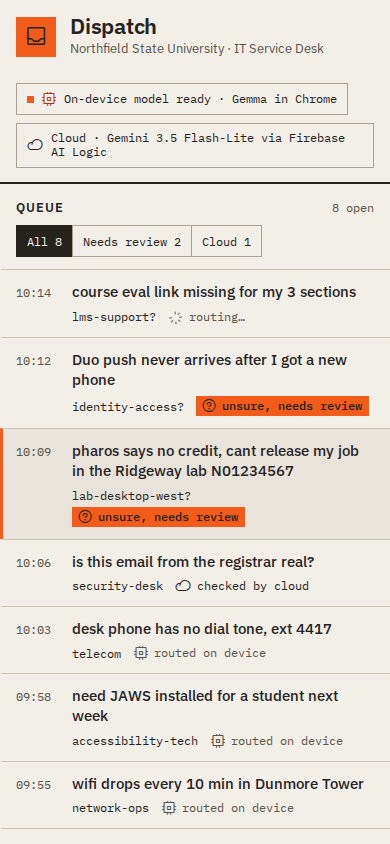 Dispatch
Northfield State University · IT Service Desk
On-device model ready · Gemma in Chrome
Cloud · Gemini 3.5 Flash-Lite via Firebase
AI Logic
QUEUE
8 open
All 8
Needs review 2
Cloud 1
10:14
course eval link missing for my 3 sections
lms-support?
routing…
10:12
Duo push never arrives after I got a new
phone
identity-access?
unsure, needs review
10:09
pharos says no credit, cant release my job
in the Ridgeway lab N01234567
lab-desktop-west?
unsure, needs review
10:06
is this email from the registrar real?
security-desk
checked by cloud
10:03
desk phone has no dial tone, ext 4417
telecom
routed on device
09:58
need JAWS installed for a student next
week
accessibility-tech
routed on device
09:55
wifi drops every 10 min in Dunmore Tower
network-ops
routed on device